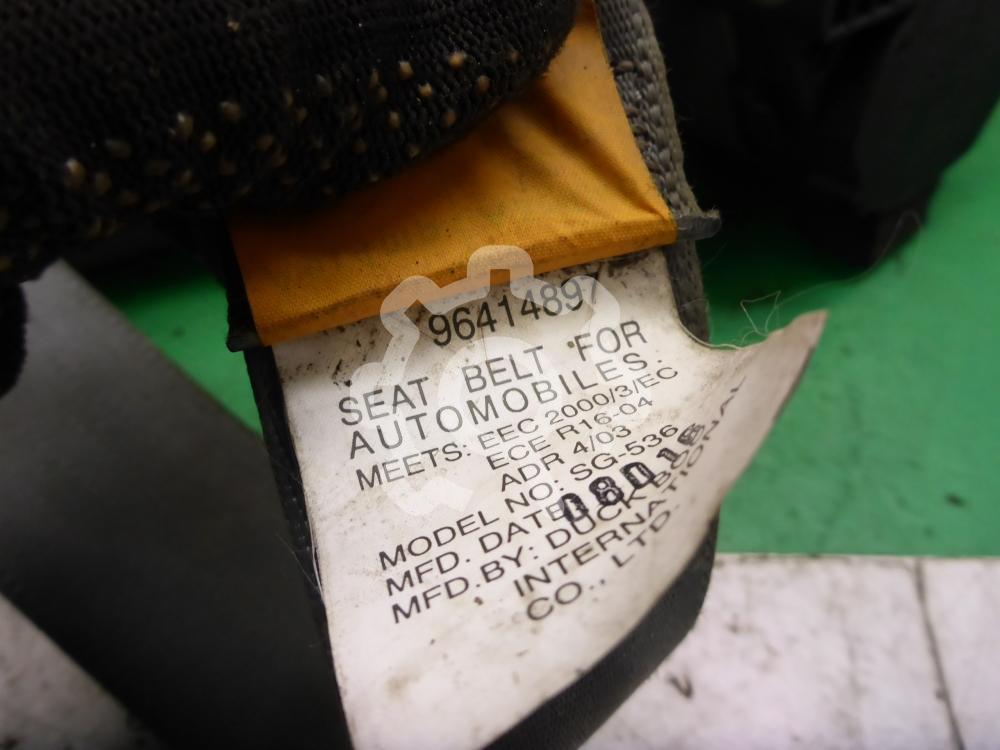 96414897
SEAT BELT FOR
AUTOMOBILES.
MEETS: EEC 2000/3/EC
ECE R16-04
ADR 4/03
MODEL NO: SG-536
MFD. DATE:
MFD.BY: DUCK BO
INTERNATIONAL
CO., LTD.